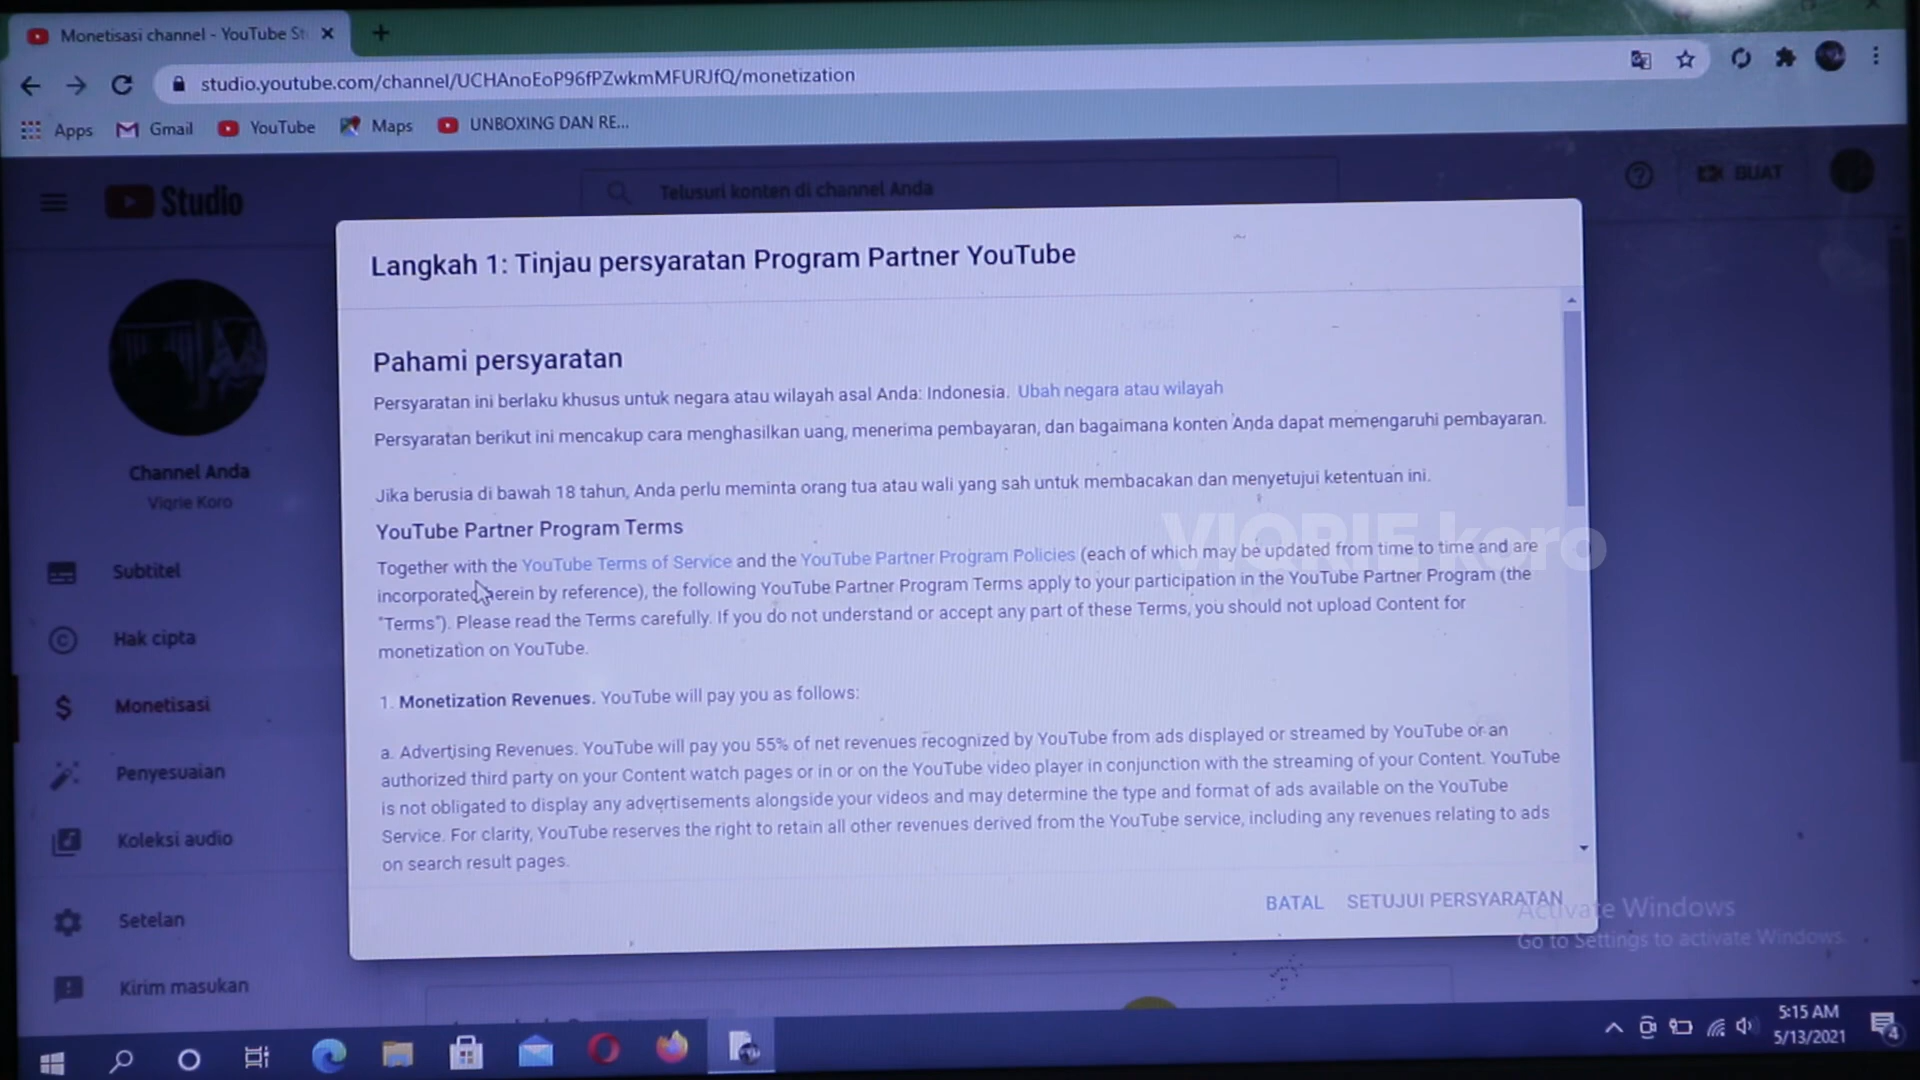 Monetisasi channel - YouTube St
studio.youtube.com/channel/UCHAnoEoP96fPZwkmMFURJfQ/monetization
Apps Gmail YouTube Maps UNBOXING DAN RE...
Studio
Telusuri konten di channel Anda
BUAT
Langkah 1: Tinjau persyaratan Program Partner YouTube
Pahami persyaratan
Persyaratan ini berlaku khusus untuk negara atau wilayah asal Anda: Indonesia. Ubah negara atau wilayah
Persyaratan berikut ini mencakup cara menghasilkan uang, menerima pembayaran, dan bagaimana konten Anda dapat memengaruhi pembayaran.
Jika berusia di bawah 18 tahun, Anda perlu meminta orang tua atau wali yang sah untuk membacakan dan menyetujui ketentuan ini.
YouTube Partner Program Terms
Together with the YouTube Terms of Service and the YouTube Partner Program Policies (each of which may be updated from time to time and are
incorporated herein by reference), the following YouTube Partner Program Terms apply to your participation in the YouTube Partner Program (the
"Terms"). Please read the Terms carefully. If you do not understand or accept any part of these Terms, you should not upload Content for
monetization on YouTube.
1. Monetization Revenues. YouTube will pay you as follows:
a. Advertising Revenues. YouTube will pay you 55% of net revenues recognized by YouTube from ads displayed or streamed by YouTube or an
authorized third party on your Content watch pages or in or on the YouTube video player in conjunction with the streaming of your Content. YouTube
is not obligated to display any advertisements alongside your videos and may determine the type and format of ads available on the YouTube
Service. For clarity, YouTube reserves the right to retain all other revenues derived from the YouTube service, including any revenues relating to ads
on search result pages.
BATAL SETUJUI PERSYARATAN
VIQRIE koro
Channel Anda
Viqrie Koro
Subtitel
Hak cipta
Monetisasi
Penyesuaian
Koleksi audio
Setelan
Kirim masukan
Activate Windows
Go to Settings to activate Windows.
5:15 AM
5/13/2021
4